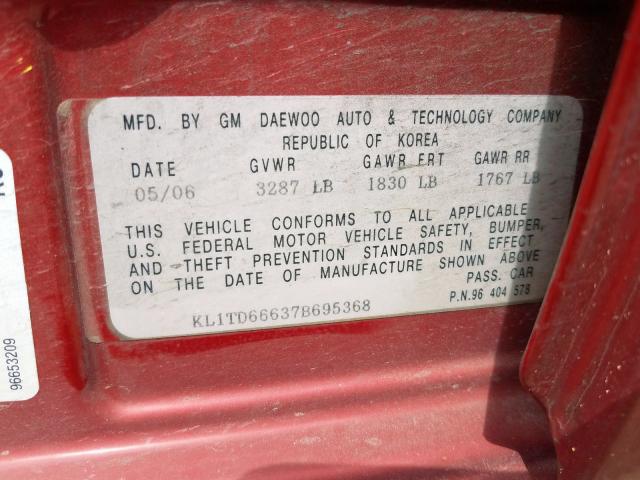 MFD. BY GM DAEWOO AUTO & TECHNOLOGY COMPANY
REPUBLIC OF KOREA
DATE GVWR GAWR FRT GAWR RR
05/06 3287 LB 1830 LB 1767 LB
THIS VEHICLE CONFORMS TO ALL APPLICABLE
U.S. FEDERAL MOTOR VEHICLE SAFETY, BUMPER,
AND THEFT PREVENTION STANDARDS IN EFFECT
ON THE DATE OF MANUFACTURE SHOWN ABOVE
PASS. CAR
P.N.96 404 578
KL1TD66637B695368
96653209